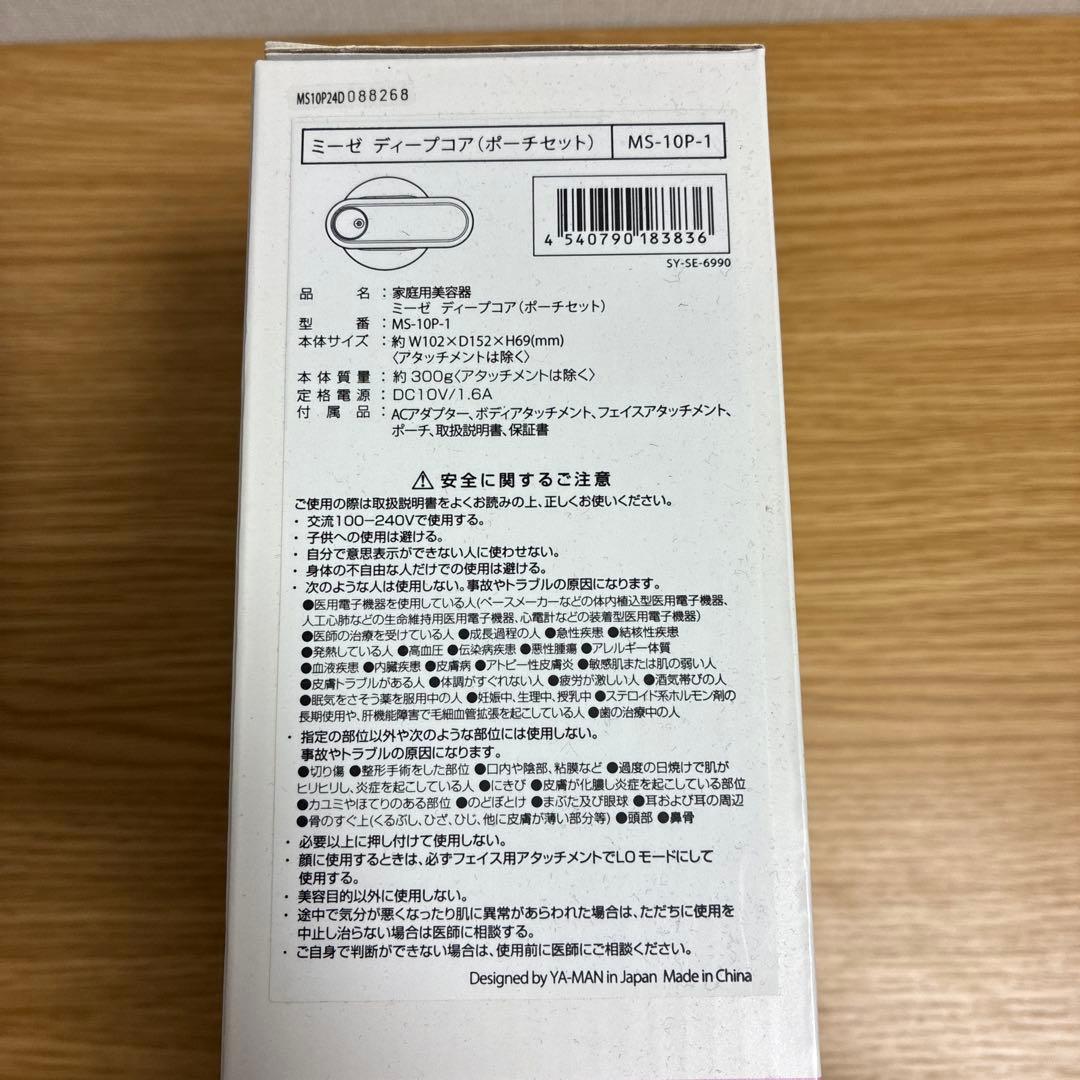 MS10P24D088268
ミーゼ ディープコア(ポーチセット) MS-10P-1
4 540790 183836
SY-SE-6990
品名:家庭用美容器
ミーゼ ディープコア(ポーチセット)
型番:MS-10P-1
本体サイズ:約W102×D152×H69(mm)
〈アタッチメントは除く〉
本体質量:約300g〈アタッチメントは除く〉
定格電源:DC10V/1.6A
付属品:ACアダプター、ボディアタッチメント、フェイスアタッチメント、
ポーチ、取扱説明書、保証書
⚠安全に関するご注意
ご使用の際は取扱説明書をよくお読みの上、正しくお使いください。
・交流100-240Vで使用する。
・子供への使用は避ける。
・自分で意思表示ができない人に使わせない。
・身体の不自由な人だけでの使用は避ける。
・次のような人は使用しない。事故やトラブルの原因になります。
●医用電子機器を使用している人(ペースメーカーなどの体内植込型医用電子機器、
人工心肺などの生命維持用医用電子機器、心電計などの装着型医用電子機器)
●医師の治療を受けている人 ●成長過程の人 ●急性疾患 ●結核性疾患
●発熱している人 ●高血圧 ●伝染病疾患 ●悪性腫瘍 ●アレルギー体質
●血液疾患 ●内臓疾患 ●皮膚病 ●アトピー性皮膚炎 ●敏感肌または肌の弱い人
●皮膚トラブルがある人 ●体調がすぐれない人 ●疲労が激しい人 ●酒気帯びの人
●眠気をさそう薬を服用中の人 ●妊娠中、生理中、授乳中 ●ステロイド系ホルモン剤の
長期使用や、肝機能障害で毛細血管拡張を起こしている人 ●歯の治療中の人
・指定の部位以外や次のような部位には使用しない。
事故やトラブルの原因になります。
●切り傷 ●整形手術をした部位 ●口内や陰部、粘膜など ●過度の日焼けで肌が
ヒリヒリし、炎症を起こしている人 ●にきび ●皮膚が化膿し炎症を起こしている部位
●カユミやほてりのある部位 ●のどぼとけ ●まぶた及び眼球 ●耳および耳の周辺
●骨のすぐ上(くるぶし、ひざ、ひじ、他に皮膚が薄い部分等) ●頭部 ●鼻骨
・必要以上に押し付けて使用しない。
・顔に使用するときは、必ずフェイス用アタッチメントでLOモードにして
使用する。
・美容目的以外に使用しない。
・途中で気分が悪くなったり肌に異常があらわれた場合は、ただちに使用を
中止し治らない場合は医師に相談する。
・ご自身で判断ができない場合は、使用前に医師にご相談ください。
Designed by YA-MAN in Japan Made in China